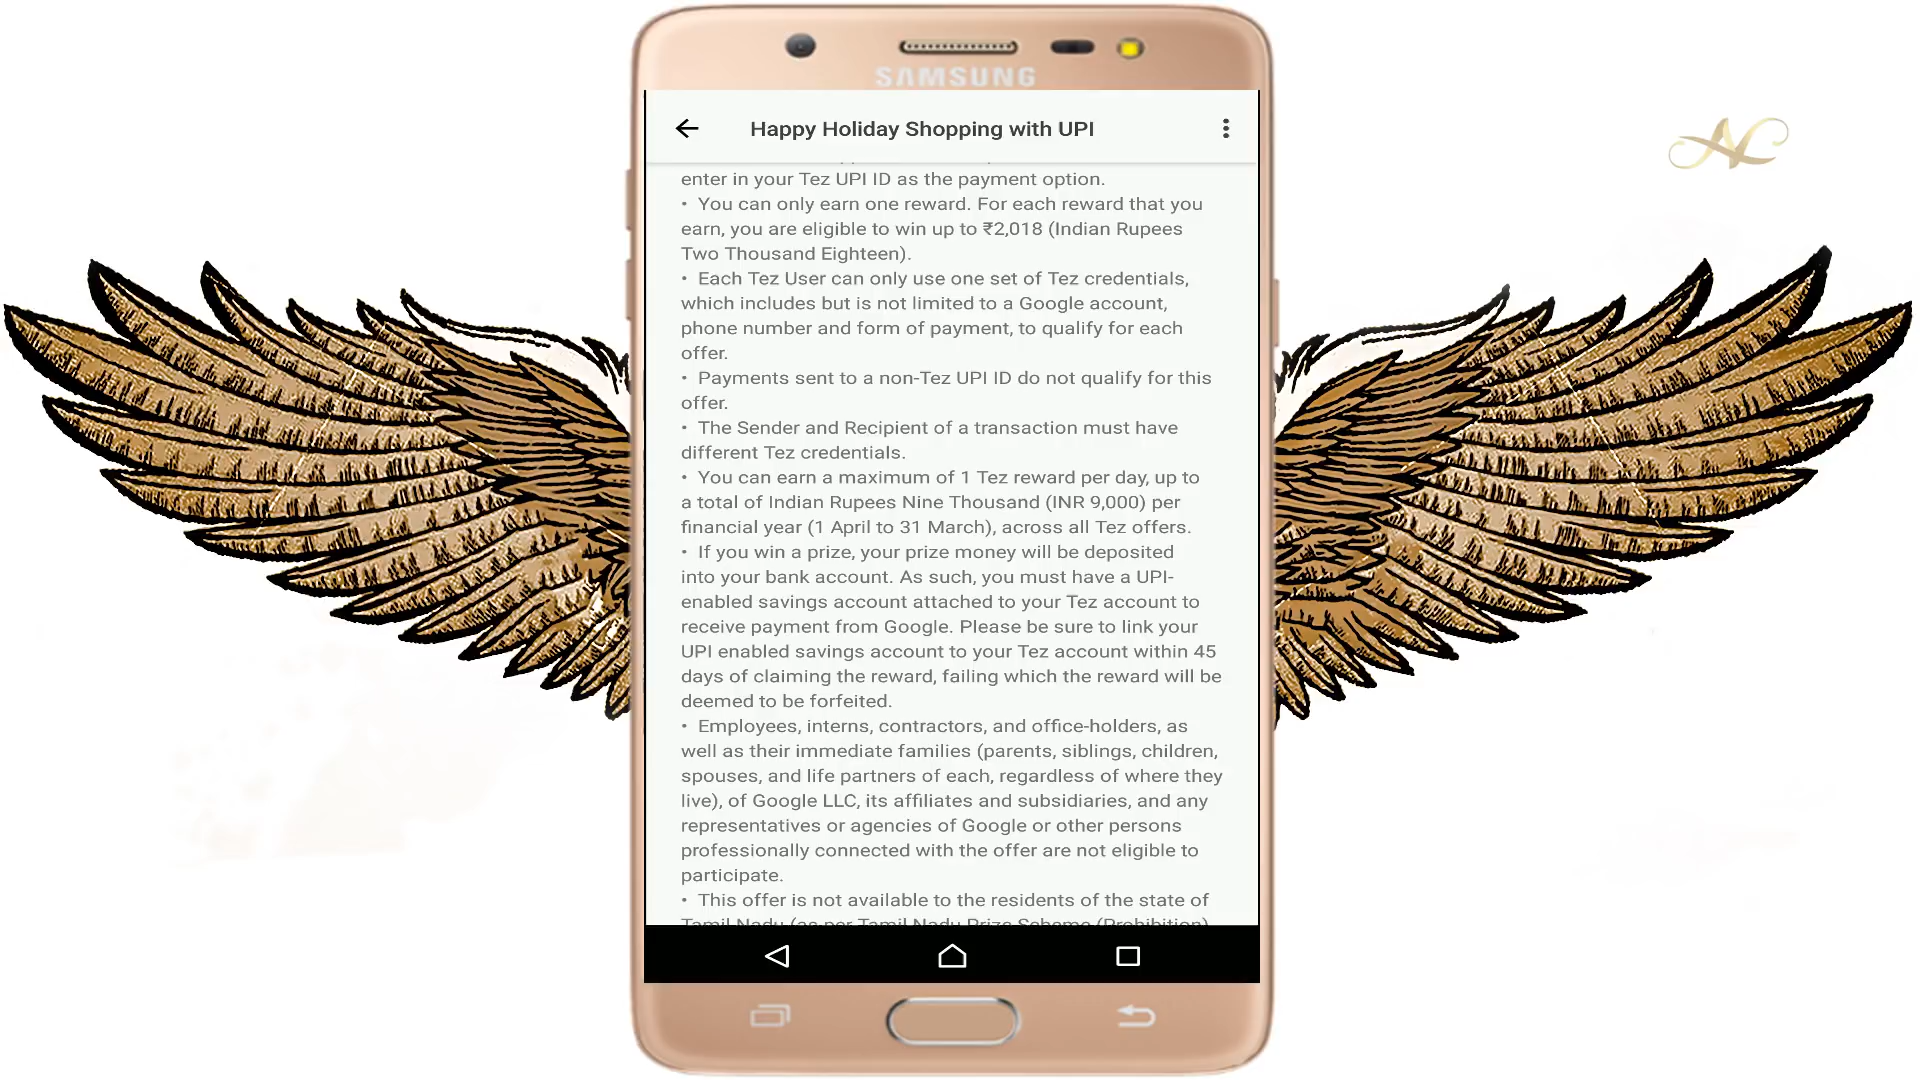 SAMSUNG
Happy Holiday Shopping with UPI
enter in your Tez UPI ID as the payment option.
• You can only earn one reward. For each reward that you
earn, you are eligible to win up to ₹2,018 (Indian Rupees
Two Thousand Eighteen).
• Each Tez User can only use one set of Tez credentials,
which includes but is not limited to a Google account,
phone number and form of payment, to qualify for each
offer.
• Payments sent to a non-Tez UPI ID do not qualify for this
offer.
• The Sender and Recipient of a transaction must have
different Tez credentials.
• You can earn a maximum of 1 Tez reward per day, up to
a total of Indian Rupees Nine Thousand (INR 9,000) per
financial year (1 April to 31 March), across all Tez offers.
• If you win a prize, your prize money will be deposited
into your bank account. As such, you must have a UPI-
enabled savings account attached to your Tez account to
receive payment from Google. Please be sure to link your
UPI enabled savings account to your Tez account within 45
days of claiming the reward, failing which the reward will be
deemed to be forfeited.
• Employees, interns, contractors, and office-holders, as
well as their immediate families (parents, siblings, children,
spouses, and life partners of each, regardless of where they
live), of Google LLC, its affiliates and subsidiaries, and any
representatives or agencies of Google or other persons
professionally connected with the offer are not eligible to
participate.
• This offer is not available to the residents of the state of
Tamil Nadu (as per Tamil Nadu Prize Scheme (Prohibition)
AC